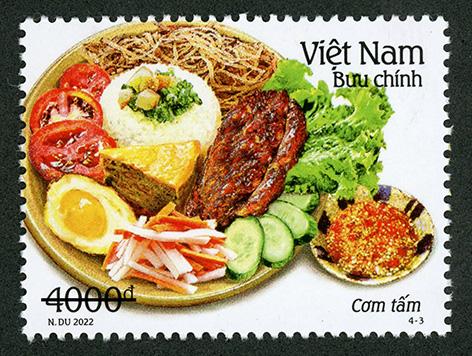 Việt Nam
Bưu chính
4000đ
N. DU 2022
Cơm tấm
4-3